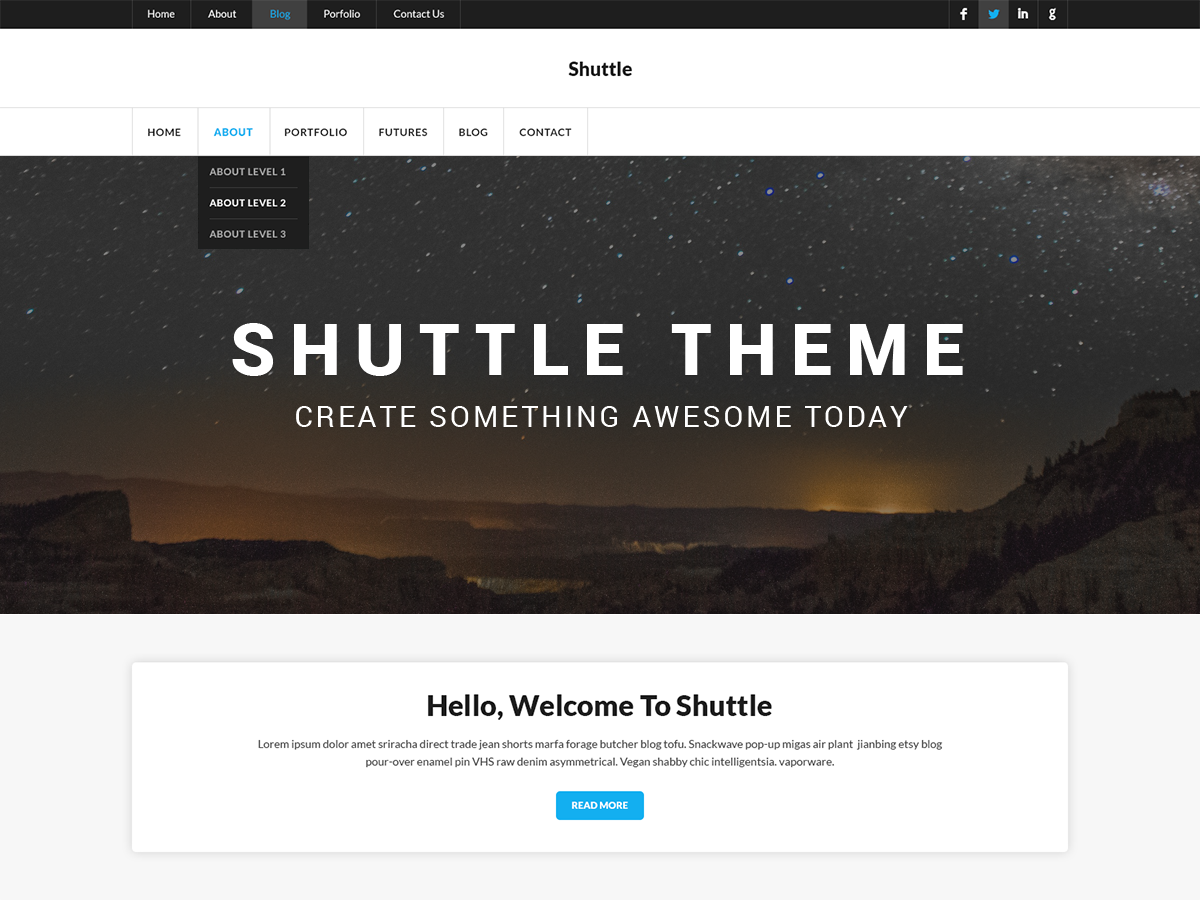 Home About Blog Porfolio Contact Us
Shuttle
HOME ABOUT PORTFOLIO FUTURES BLOG CONTACT
ABOUT LEVEL 1
ABOUT LEVEL 2
ABOUT LEVEL 3
SHUTTLE THEME
CREATE SOMETHING AWESOME TODAY
Hello, Welcome To Shuttle
Lorem ipsum dolor amet sriracha direct trade jean shorts marfa forage butcher blog tofu. Snackwave pop-up migas air plant jianbing etsy blog
pour-over enamel pin VHS raw denim asymmetrical. Vegan shabby chic intelligentsia. vaporware.
READ MORE